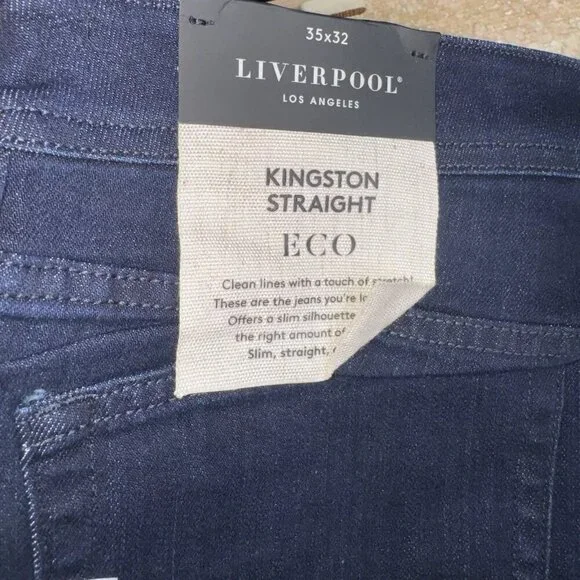 35x32
LIVERPOOL®
LOS ANGELES
KINGSTON
STRAIGHT
ECO
Clean lines with a touch of stretch!
These are the jeans you're
Offers a slim silhouette
the right amount of
Slim, straight,